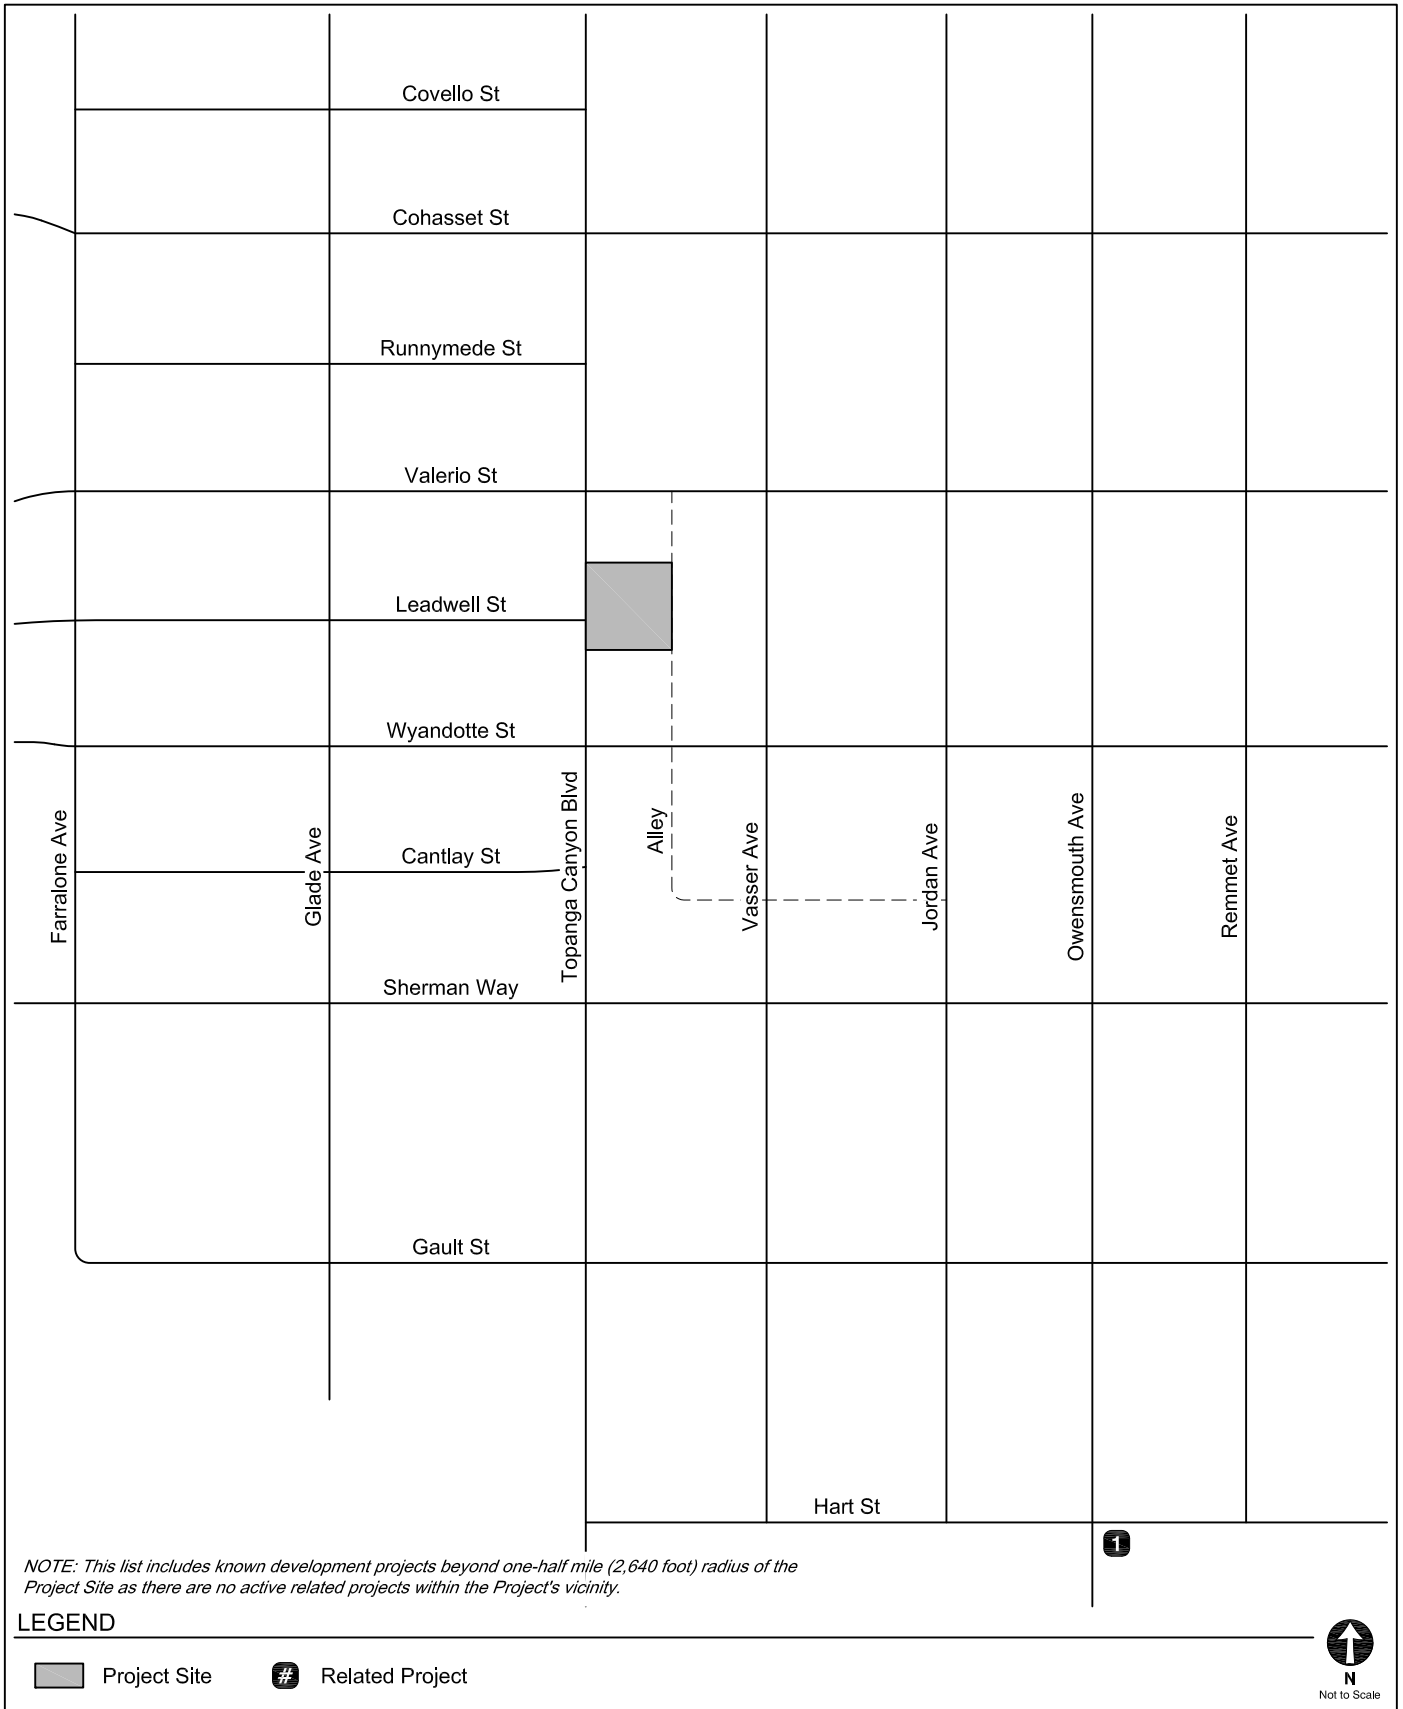 Covello St
Cohasset St
Runnymede St
Valerio St
Leadwell St
Wyandotte St
Farralone Ave
Glade Ave
Cantlay St
Topanga Canyon Blvd
Alley
Vasser Ave
Jordan Ave
Owensmouth Ave
Remmet Ave
Sherman Way
Gault St
Hart St
1
NOTE: This list includes known development projects beyond one-half mile (2,640 foot) radius of the
Project Site as there are no active related projects within the Project's vicinity.
LEGEND
Project Site
# Related Project
N
Not to Scale